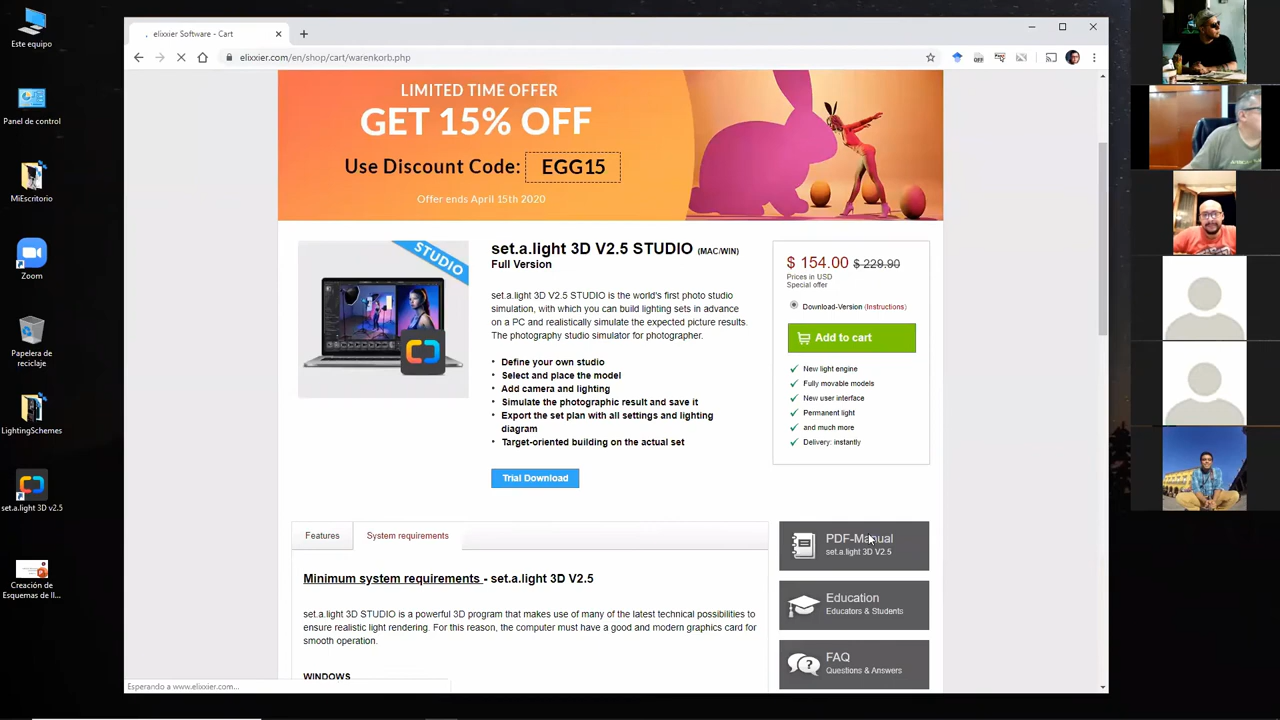 Este equipo
Panel de control
MiEscritorio
Zoom
Papelera de
reciclaje
LightingSchemes
set.a.light 3D v2.5
Creación de
Esquemas de Il...
elixxier Software - Cart
elixxier.com/en/shop/cart/warenkorb.php
LIMITED TIME OFFER
GET 15% OFF
Use Discount Code: EGG15
Offer ends April 15th 2020
STUDIO
set.a.light 3D V2.5 STUDIO (MAC/WIN)
Full Version
set.a.light 3D V2.5 STUDIO is the world's first photo studio
simulation, with which you can build lighting sets in advance
on a PC and realistically simulate the expected picture results.
The photography studio simulator for photographer.
• Define your own studio
• Select and place the model
• Add camera and lighting
• Simulate the photographic result and save it
• Export the set plan with all settings and lighting
diagram
• Target-oriented building on the actual set
Trial Download
$ 154.00 $ 229.90
Prices in USD
Special offer
Download-Version (Instructions)
Add to cart
✓ New light engine
✓ Fully movable models
✓ New user interface
✓ Permanent light
✓ and much more
✓ Delivery: instantly
Features
System requirements
Minimum system requirements - set.a.light 3D V2.5
set.a.light 3D STUDIO is a powerful 3D program that makes use of many of the latest technical possibilities to
ensure realistic light rendering. For this reason, the computer must have a good and modern graphics card for
smooth operation.
WINDOWS
PDF-Manual
set.a.light 3D V2.5
Education
Educators & Students
FAQ
Questions & Answers
Esperando a www.elixxier.com...